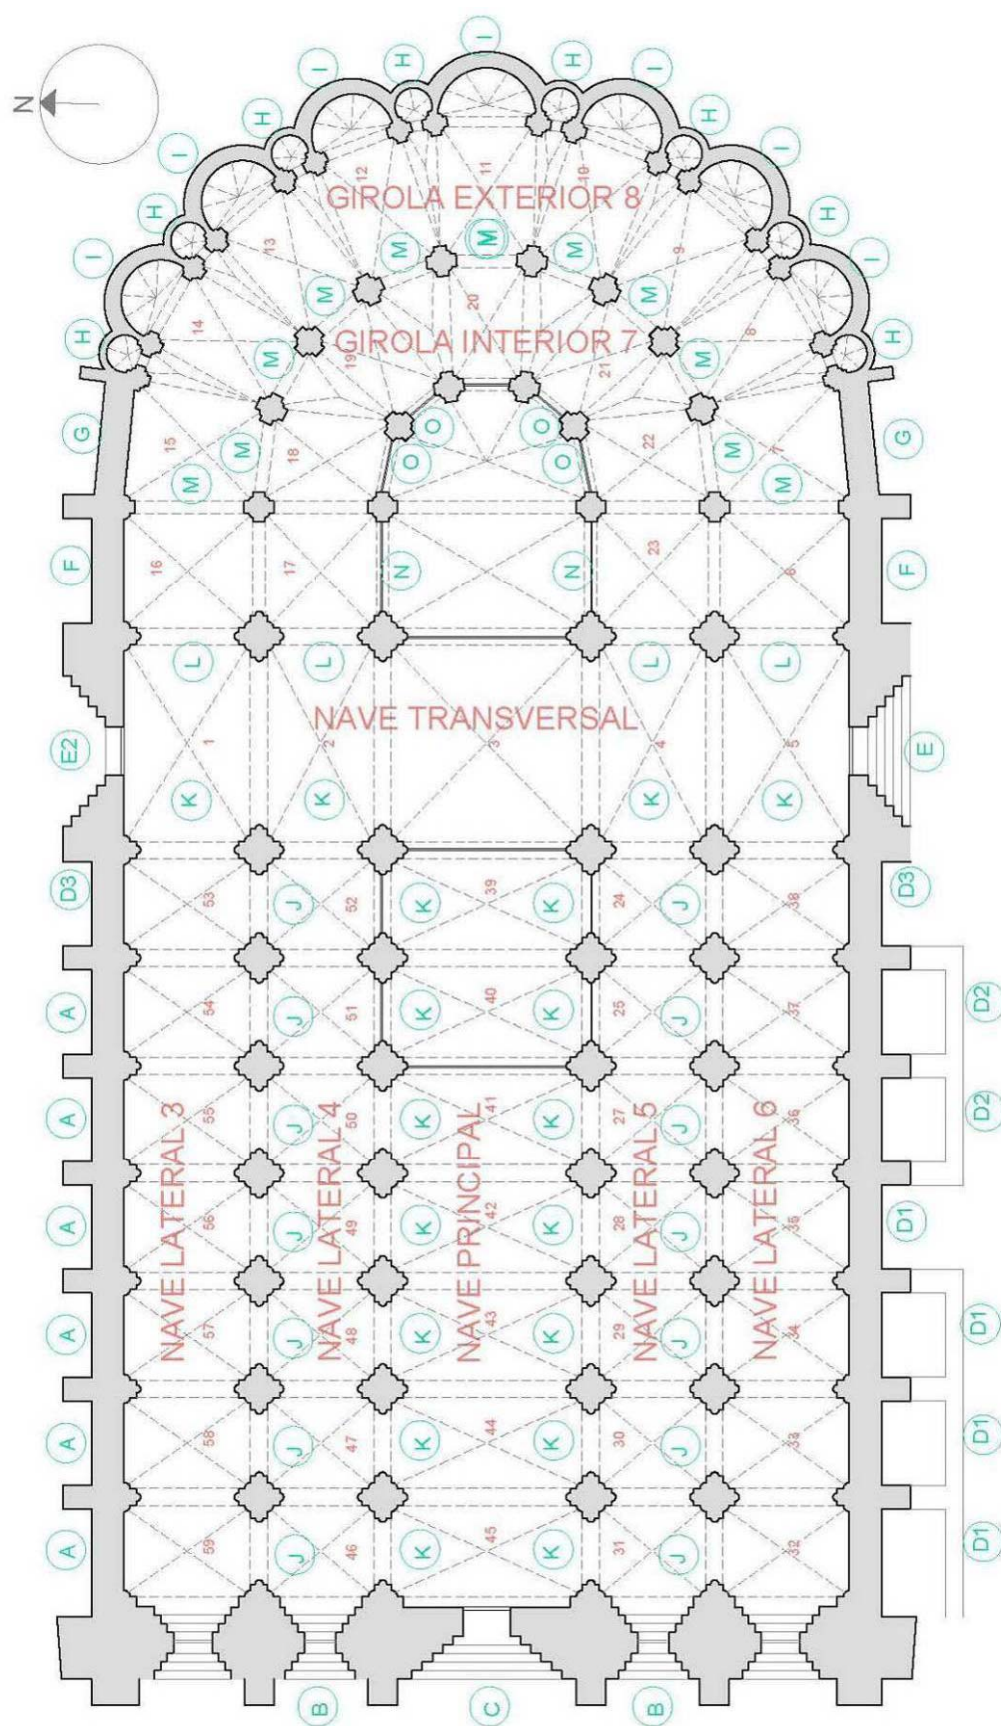 N
I
I H H I
H H
I 12 11 10 I
GIROLA EXTERIOR 8
H M M M H
I 13 9 I
M M
20
14 GIROLA INTERIOR 7 8
H 19 21 H
M M
G O O G
15 M 18 O O 22 M 7
M M
16 17 23 6
F N N F
L L L L
NAVE TRANSVERSAL
E2 1 2 3 4 5 E
K K K K
D3 53 J 52 K 39 K 24 J 38 D3
A 54 J 51 K 40 K 25 J 37 D2
A 55 J 50 K 41 K 27 J 36 D2
A 56 J 49 K 42 K 28 J 35 D1
A 57 J 48 K 43 K 29 J 34 D1
NAVE LATERAL 3
NAVE LATERAL 4
NAVE PRINCIPAL
NAVE LATERAL 5
NAVE LATERAL 6
A 58 J 47 K 44 K 30 J 33 D1
A 59 J 46 K 45 K 31 J 32 D1
B C B